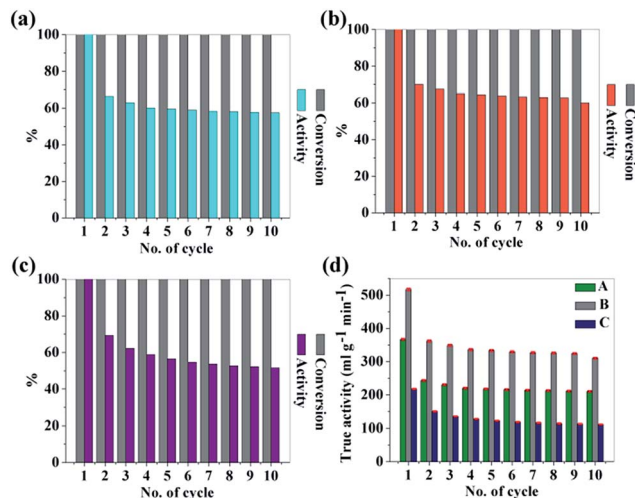 (a)
100
80
60
40
20
0
%
1 2 3 4 5 6 7 8 9 10
No. of cycle
Activity
Conversion
(b)
100
80
60
40
20
0
%
1 2 3 4 5 6 7 8 9 10
No. of cycle
Activity
Conversion
(c)
100
80
60
40
20
0
%
1 2 3 4 5 6 7 8 9 10
No. of cycle
Activity
Conversion
(d)
500
400
300
200
100
0
True activity (ml g⁻¹ min⁻¹)
A
B
C
1 2 3 4 5 6 7 8 9 10
No. of cycle